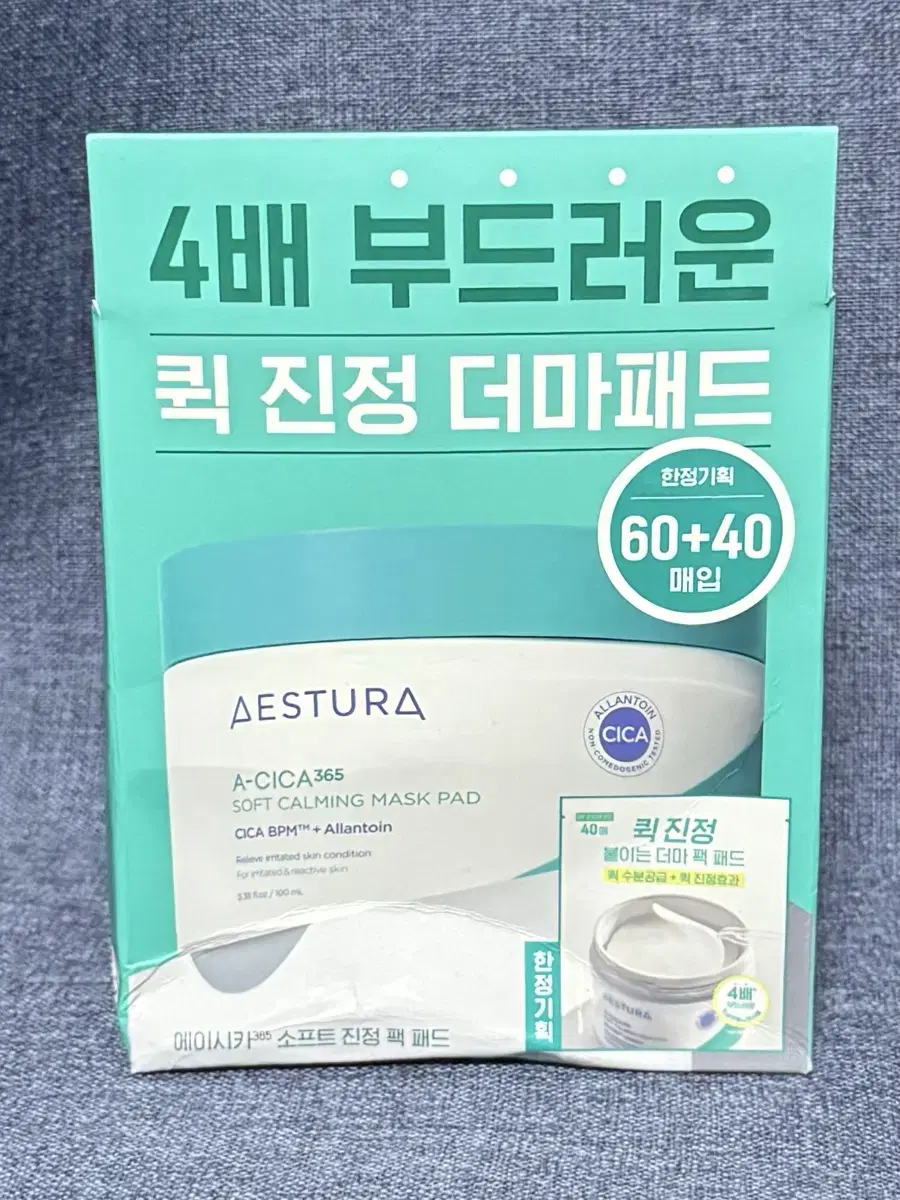 4배 부드러운
퀵 진정 더마패드
한정기획
60+40
매입
AESTURA
ALLANTOIN
CICA
NON-COMEDOGENIC TESTED
A-CICA365
SOFT CALMING MASK PAD
CICA BPM™ + Allantoin
Relieve irritated skin condition
For irritated & reactive skin
3.38 fl.oz / 100 mL
40매
퀵 진정
붙이는 더마 팩 패드
퀵 수분공급 + 퀵 진정효과
AESTURA
4배
한정기획
에이시카365 소프트 진정 팩 패드